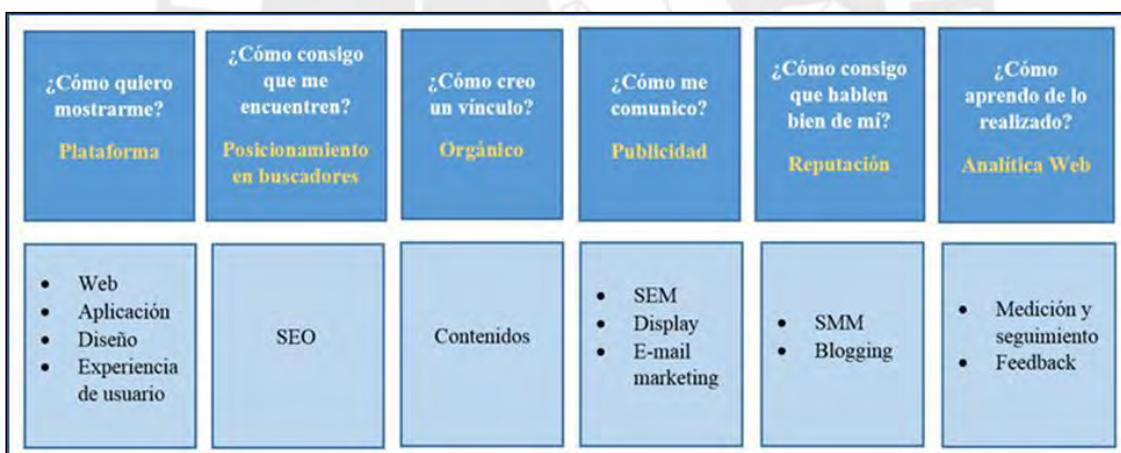 ¿Cómo quiero
mostrarme?
Plataforma
¿Cómo consigo
que me
encuentren?
Posicionamiento
en buscadores
¿Cómo creo
un vínculo?
Orgánico
¿Cómo me
comunico?
Publicidad
¿Cómo consigo
que hablen
bien de mí?
Reputación
¿Cómo
aprendo de lo
realizado?
Analítica Web
• Web
• Aplicación
• Diseño
• Experiencia
de usuario
SEO
Contenidos
• SEM
• Display
• E-mail
marketing
• SMM
• Blogging
• Medición y
seguimiento
• Feedback